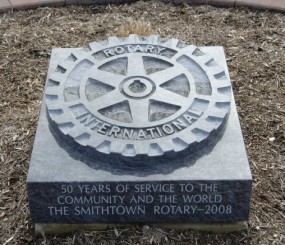 ROTARY
INTERNATIONAL
50 YEARS OF SERVICE TO THE
COMMUNITY AND THE WORLD
THE SMITHTOWN ROTARY–2008